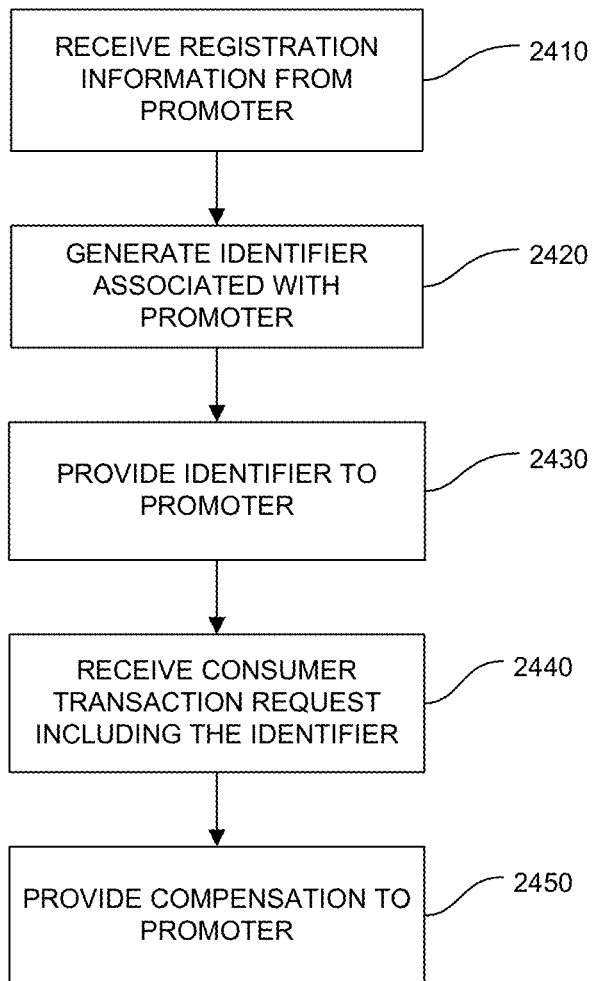 RECEIVE REGISTRATION
INFORMATION FROM
PROMOTER
2410
GENERATE IDENTIFIER
ASSOCIATED WITH
PROMOTER
2420
PROVIDE IDENTIFIER TO
PROMOTER
2430
RECEIVE CONSUMER
TRANSACTION REQUEST
INCLUDING THE IDENTIFIER
2440
PROVIDE COMPENSATION TO
PROMOTER
2450